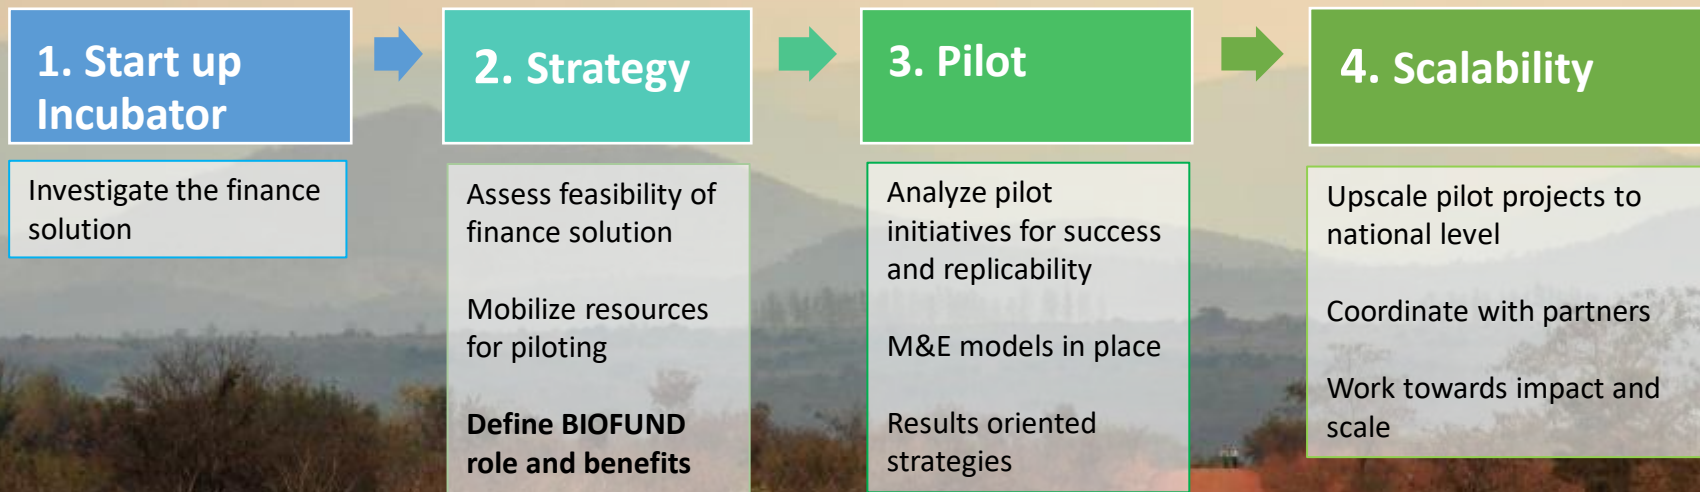 1. Start up
Incubator
Investigate the finance
solution
2. Strategy
Assess feasibility of
finance solution
Mobilize resources
for piloting
Define BIOFUND
role and benefits
3. Pilot
Analyze pilot
initiatives for success
and replicability
M&E models in place
Results oriented
strategies
4. Scalability
Upscale pilot projects to
national level
Coordinate with partners
Work towards impact and
scale